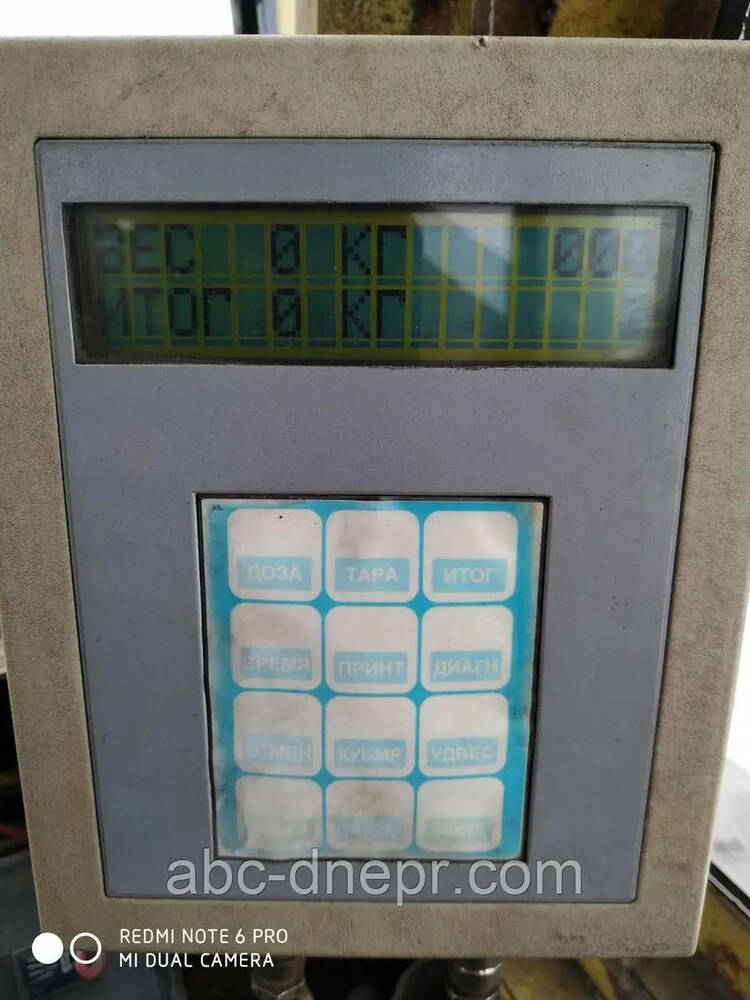 ВЕС 0 КГ 000
ИТОГ 0 КГ
ДОЗА ТАРА ИТОГ
ВРЕМЯ ПРИНТ ДИАГН
ОТМЕН КУБМР УДВЕС
abc-dnepr.com
REDMI NOTE 6 PRO
MI DUAL CAMERA